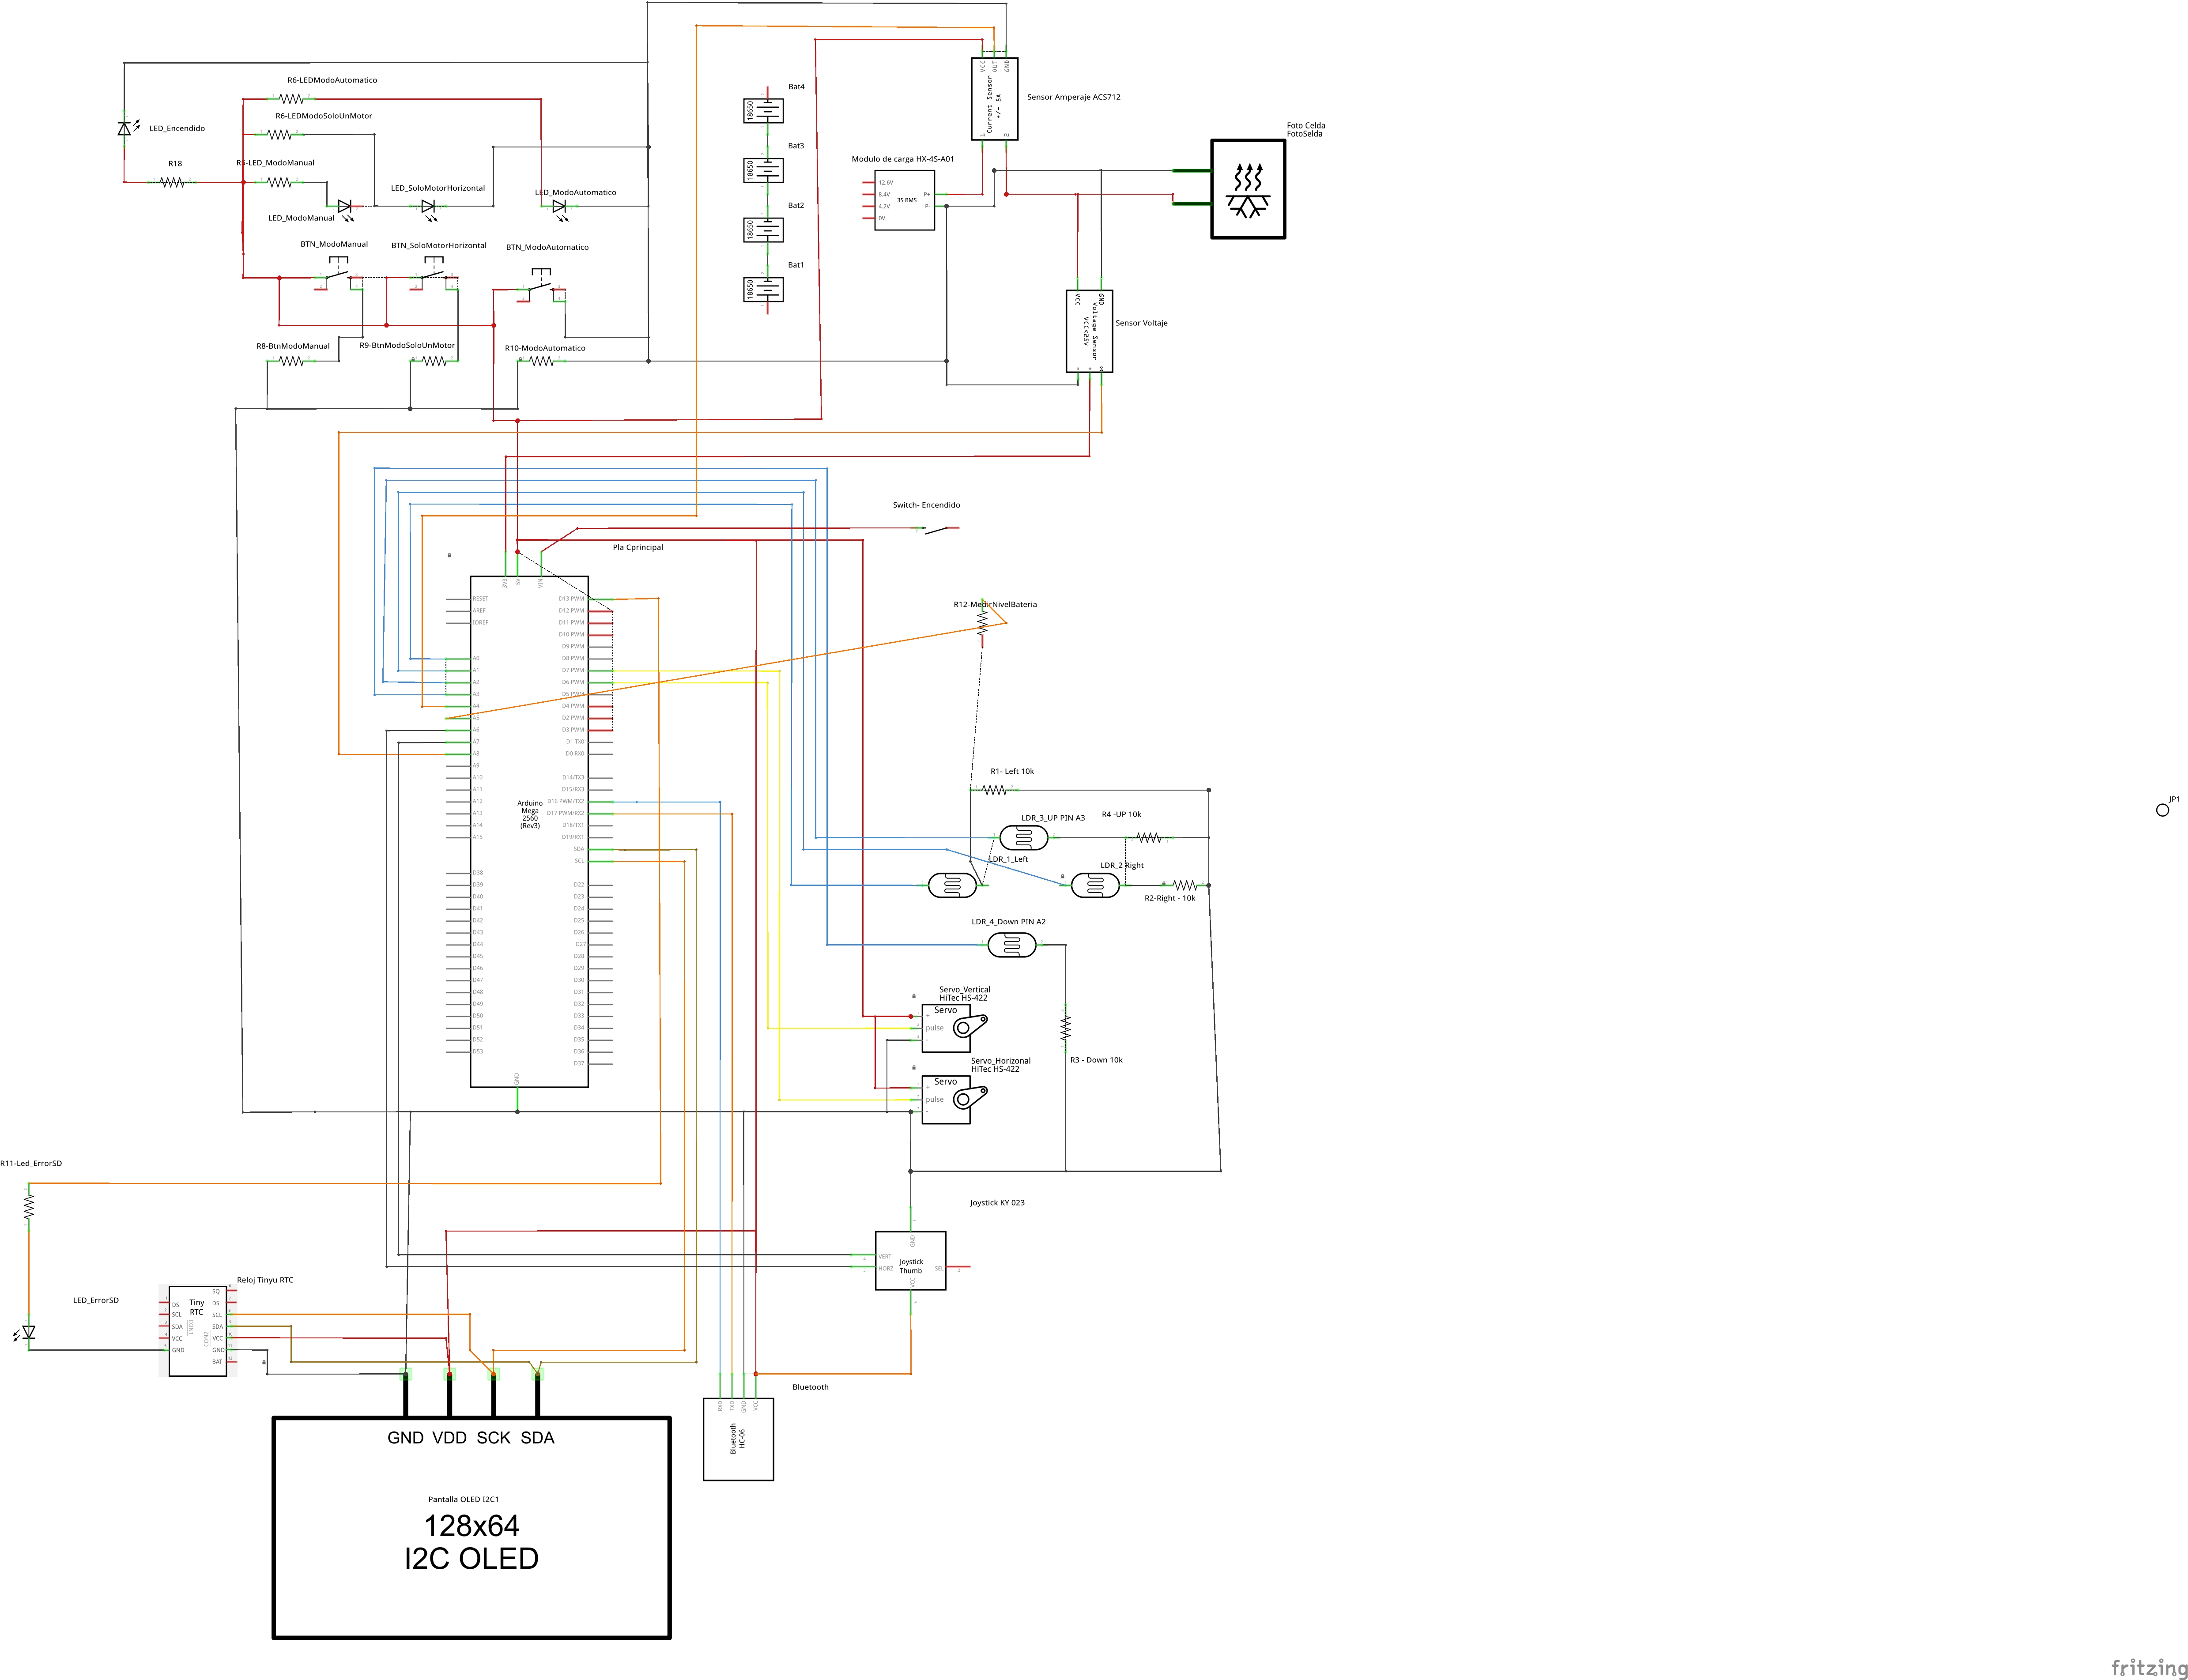 R6-LEDModoAutomatico
R6-LEDModoSoloUnMotor
LED_Encendido
R18
R5-LED_ModoManual
LED_SoloMotorHorizontal
LED_ModoAutomatico
LED_ModoManual
BTN_ModoManual
BTN_SoloMotorHorizontal
BTN_ModoAutomatico
R8-BtnModoManual
R9-BtnModoSoloUnMotor
R10-ModoAutomatico
Bat4
18650
Bat3
18650
Bat2
18650
Bat1
18650
VCC
OUT
GND
Current Sensor
+/- 5A
1
2
Sensor Amperaje ACS712
Modulo de carga HX-4S-A01
12.6V
8.4V
4.2V
0V
3S BMS
P+
P-
Foto Celda
FotoSelda
VCC
GND
Voltage Sensor
VCC<25V
-
+
S
Sensor Voltaje
Switch- Encendido
Pla Cprincipal
3V3
5V
VIN
RESET
AREF
IOREF
A0
A1
A2
A3
A4
A5
A6
A7
A8
A9
A10
A11
A12
A13
A14
A15
D38
D39
D40
D41
D42
D43
D44
D45
D46
D47
D48
D49
D50
D51
D52
D53
D13 PWM
D12 PWM
D11 PWM
D10 PWM
D9 PWM
D8 PWM
D7 PWM
D6 PWM
D5 PWM
D4 PWM
D2 PWM
D3 PWM
D1 TX0
D0 RX0
D14/TX3
D15/RX3
D16 PWM/TX2
D17 PWM/RX2
D18/TX1
D19/RX1
SDA
SCL
D22
D23
D24
D25
D26
D27
D28
D29
D30
D31
D32
D33
D34
D35
D36
D37
Arduino
Mega
2560
(Rev3)
GND
R12-MedirNivelBateria
R1- Left 10k
LDR_3_UP PIN A3
R4 -UP 10k
LDR_1_Left
LDR_2 Right
R2-Right - 10k
LDR_4_Down PIN A2
JP1
Servo_Vertical
HiTec HS-422
Servo
+
pulse
-
R3 - Down 10k
Servo_Horizonal
HiTec HS-422
Servo
+
pulse
-
R11-Led_ErrorSD
Joystick KY 023
GND
VERT
HORZ
Joystick
Thumb
SEL
VCC
Reloj Tinyu RTC
LED_ErrorSD
Tiny
RTC
DS
SCL
SDA
VCC
GND
CON1
CON2
SQ
DS
SCL
SDA
VCC
GND
BAT
Bluetooth
RXD
TXD
GND
VCC
Bluetooth
HC-06
GND VDD SCK SDA
Pantalla OLED I2C1
128x64
I2C OLED
fritzing